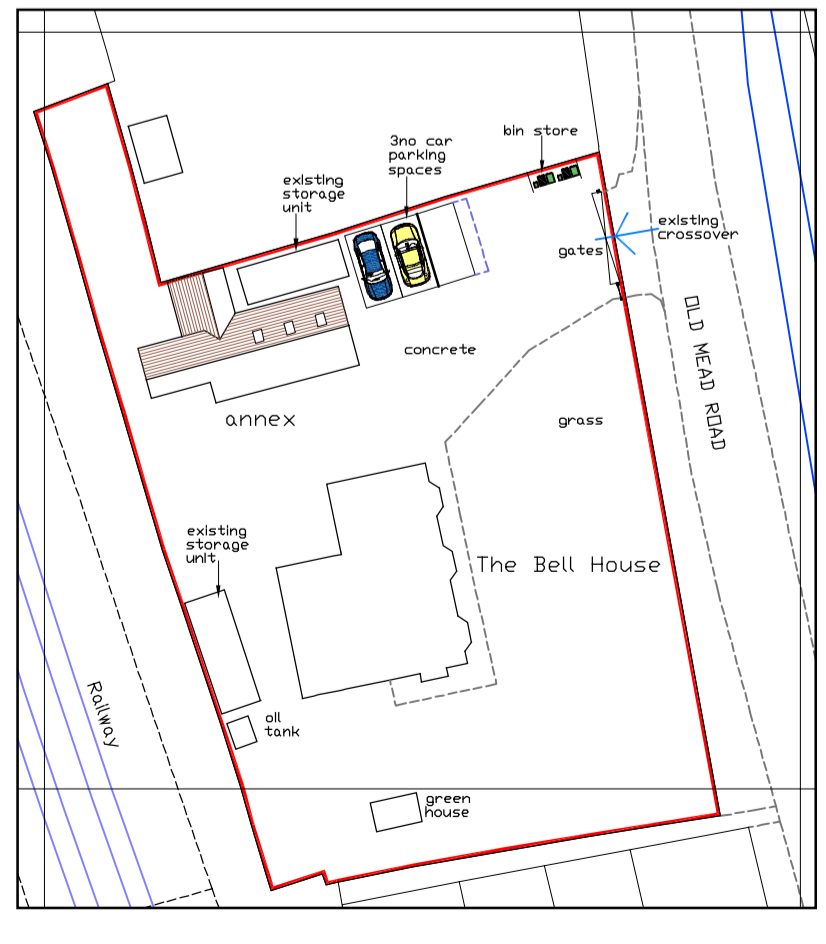 bin store
3no car
parking
spaces
existing
storage
unit
existing
crossover
gates
OLD MEAD ROAD
concrete
annex
grass
existing
storage
unit
The Bell House
Railway
oil
tank
green
house